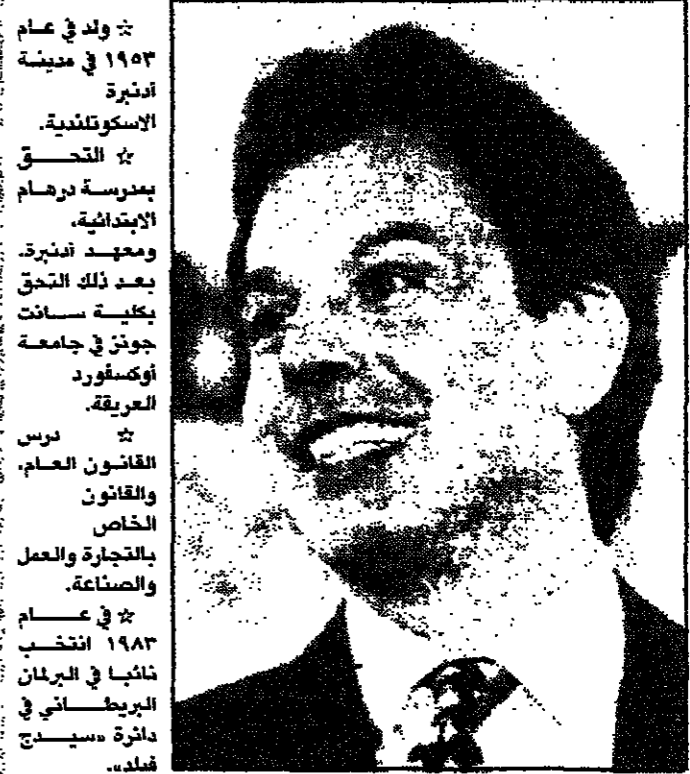 ☆ ولد في عام
١٩٥٣ في مدينة
أدنبرة
الاسكوتلندية.
☆ التحق
بمدرسة درهام
الابتدائية،
ومعهد أدنبرة.
بعد ذلك التحق
بكلية سانت
جونز في جامعة
أوكسفورد
العريقة.
☆ درس
القانون العام،
والقانون
الخاص
بالتجارة والعمل
والصناعة.
☆ في عام
١٩٨٣ انتخب
نائبا في البرلمان
البريطاني في
دائرة «سيدج
فيلد».